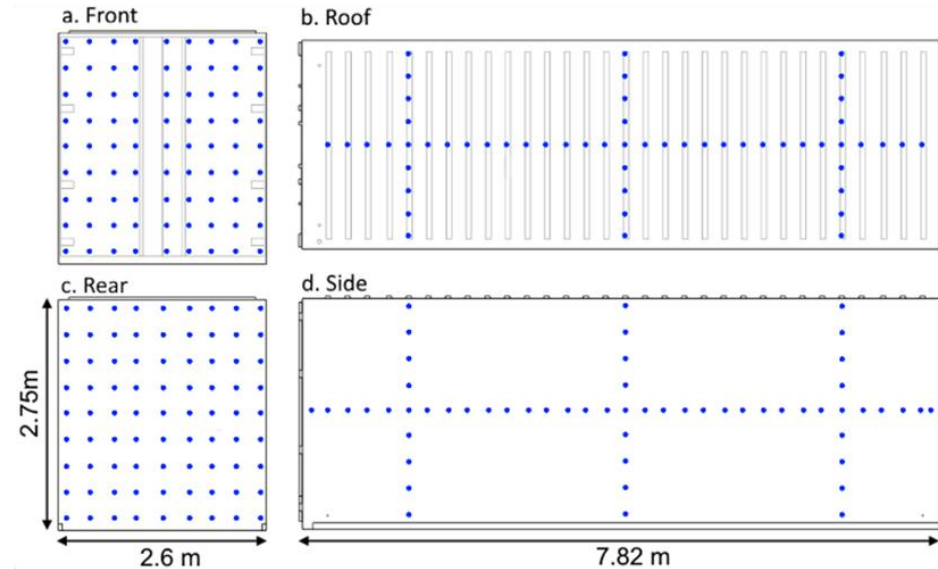 a. Front
b. Roof
c. Rear
d. Side
2.75m
2.6 m
7.82 m